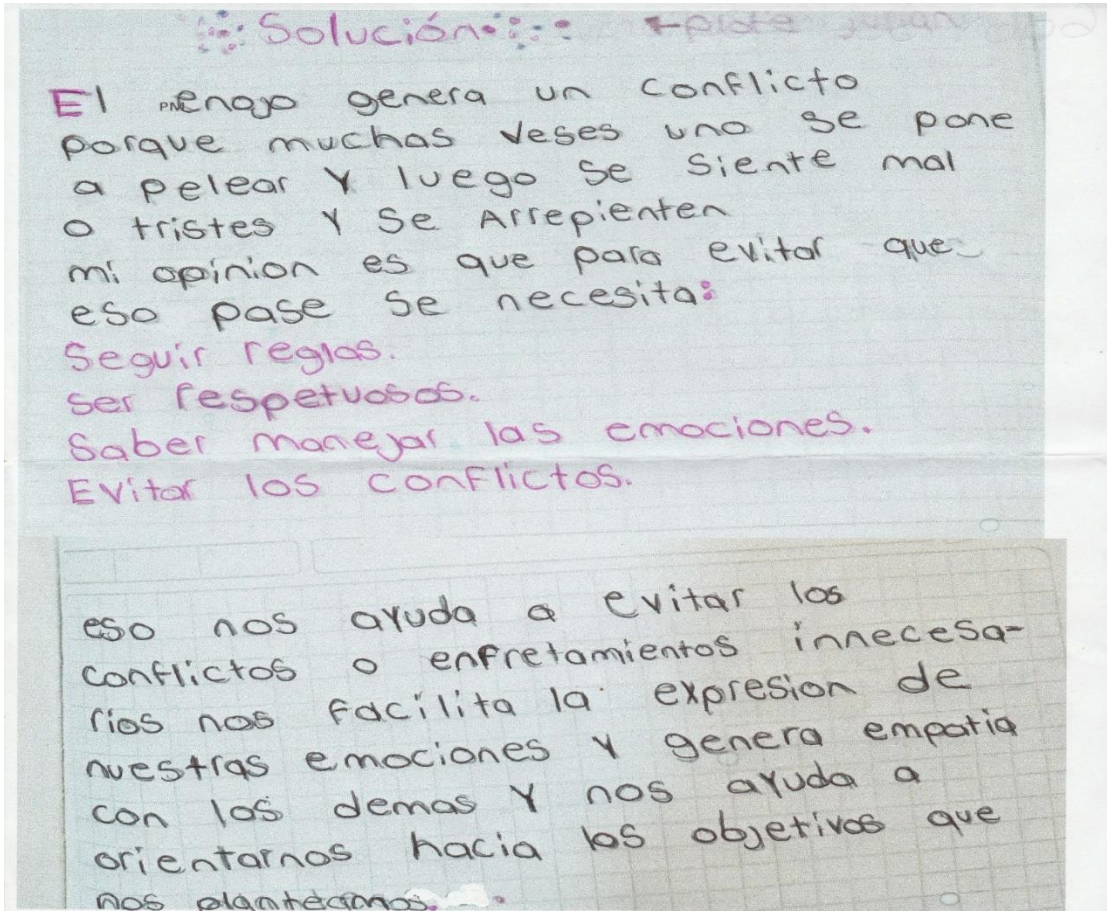 Solución
El enojo genera un conflicto
porque muchas veses uno se pone
a pelear y luego se siente mal
o tristes y se Arrepienten
mi opinion es que para evitar que
eso pase se necesita:
Seguir reglas.
ser respetuosos.
Saber manejar las emociones.
Evitar los conflictos.
eso nos ayuda a evitar los
conflictos o enfretamientos innecesa-
rios nos facilita la expresion de
nuestras emociones y genera empatia
con los demas y nos ayuda a
orientarnos hacia los objetivos que
nos planteamos.